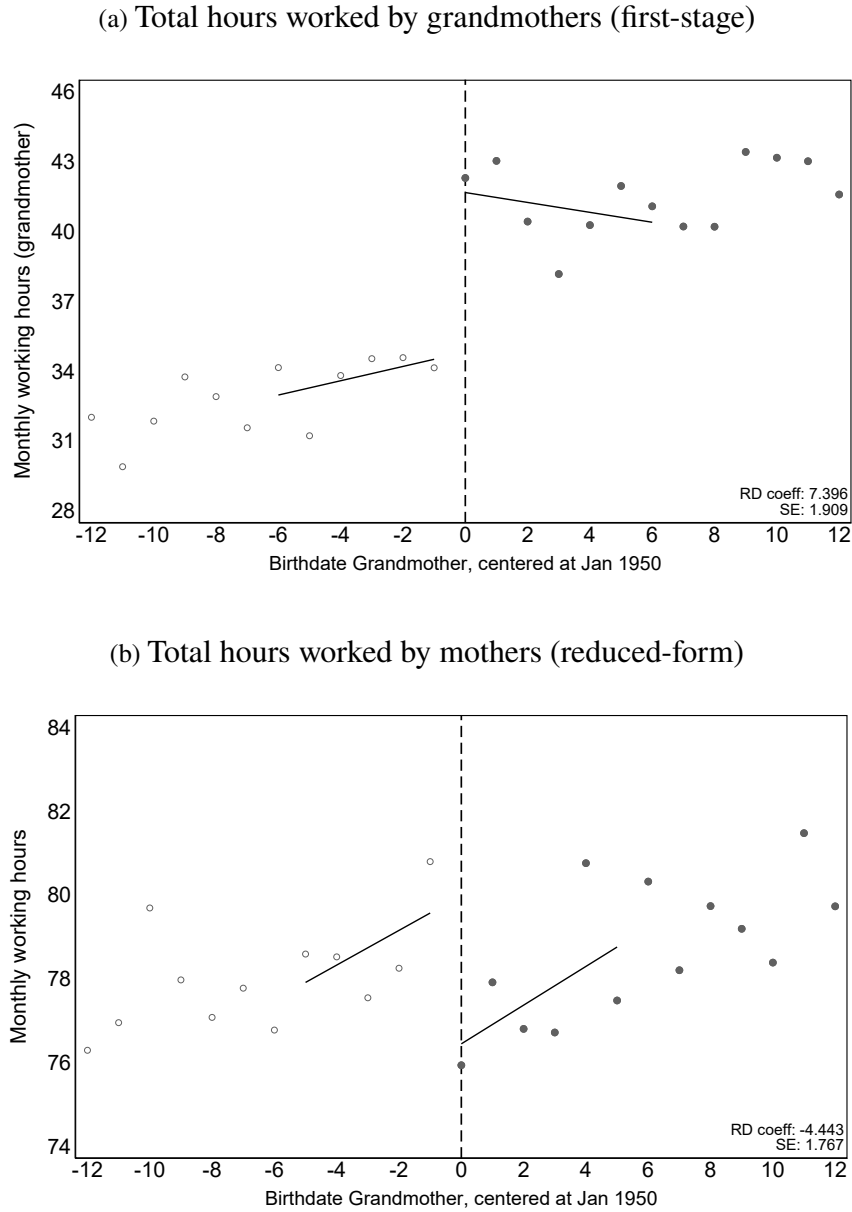 (a) Total hours worked by grandmothers (first-stage)
46
43
40
37
34
31
28
Monthly working hours (grandmother)
RD coeff: 7.396
SE: 1.909
-12 -10 -8 -6 -4 -2 0 2 4 6 8 10 12
Birthdate Grandmother, centered at Jan 1950
(b) Total hours worked by mothers (reduced-form)
84
82
80
78
76
74
Monthly working hours
RD coeff: -4.443
SE: 1.767
-12 -10 -8 -6 -4 -2 0 2 4 6 8 10 12
Birthdate Grandmother, centered at Jan 1950